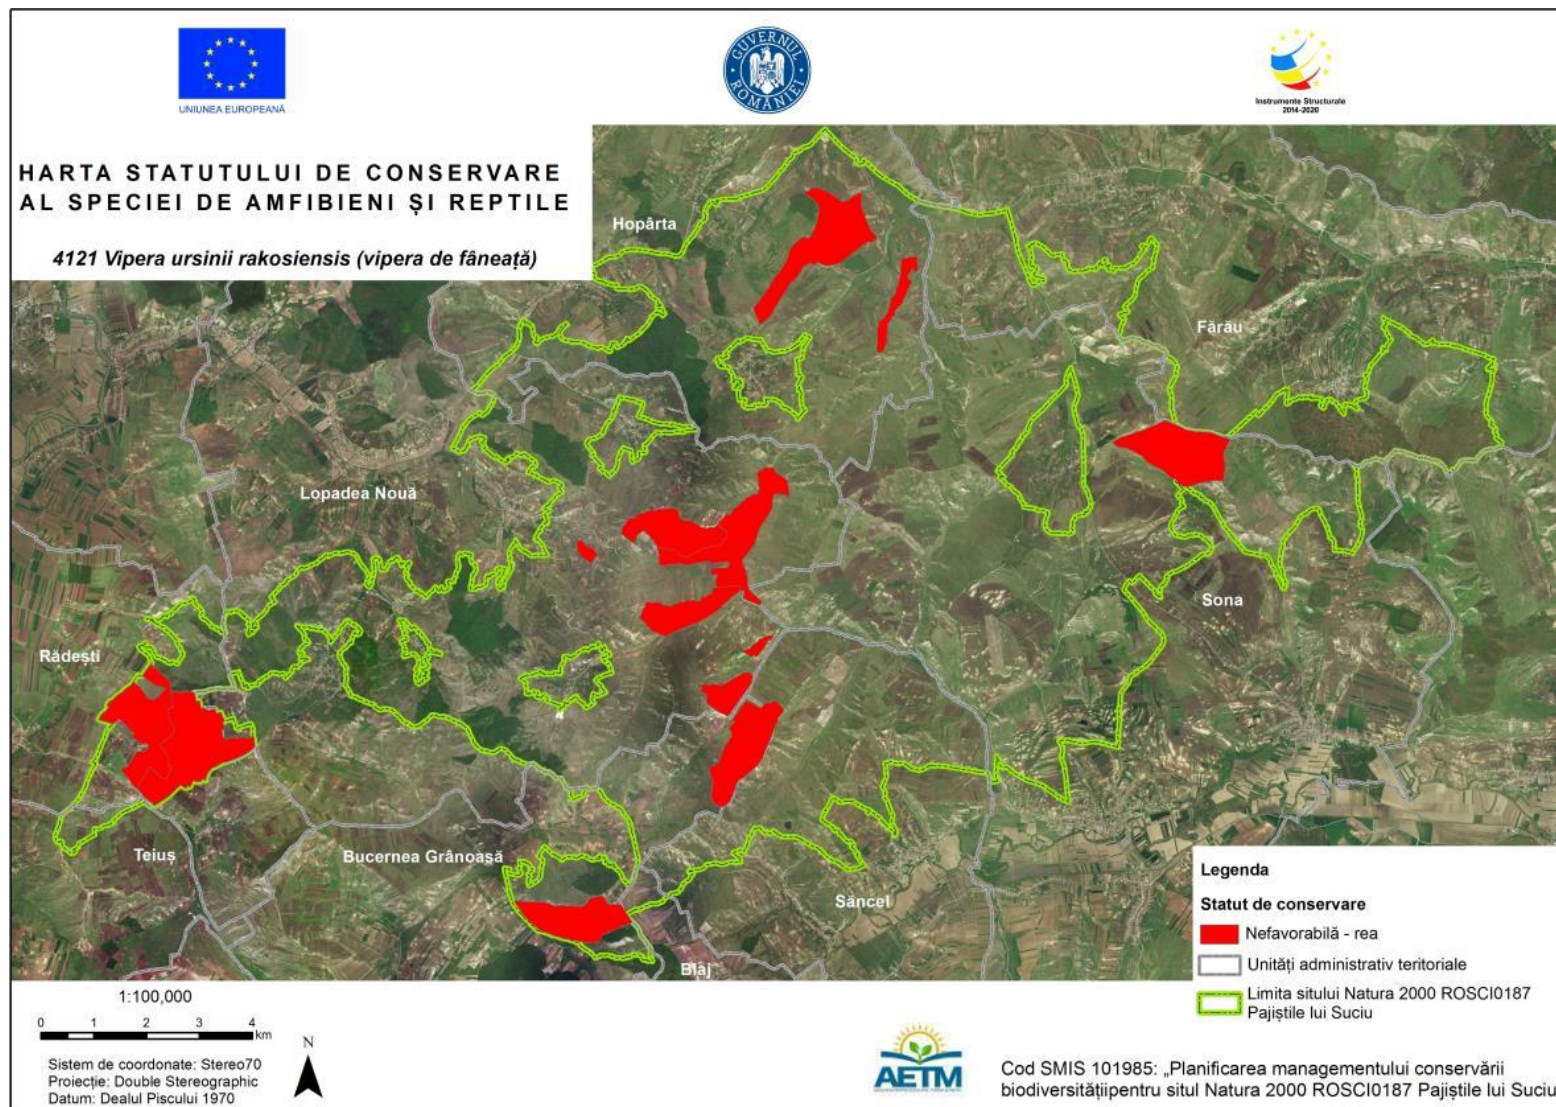 UNIUNEA EUROPEANĂ
GUVERNUL ROMÂNIEI
Instrumente Structurale
2014-2020
HARTA STATUTULUI DE CONSERVARE
AL SPECIEI DE AMFIBIENI ȘI REPTILE
4121 Vipera ursinii rakosiensis (vipera de fâneață)
Hopârta
Fărău
Lopadea Nouă
Sona
Rădești
Teiuș
Bucernea Grânoasă
Săncel
Blaj
Legenda
Statut de conservare
Nefavorabilă - rea
Unități administrativ teritoriale
Limita sitului Natura 2000 ROSCI0187
Pajiștile lui Suciu
1:100,000
0 1 2 3 4
km
N
Sistem de coordonate: Stereo70
Proiecție: Double Stereographic
Datum: Dealul Piscului 1970
AETM
Cod SMIS 101985: „Planificarea managementului conservării
biodiversitățiipentru situl Natura 2000 ROSCI0187 Pajiștile lui Suciu